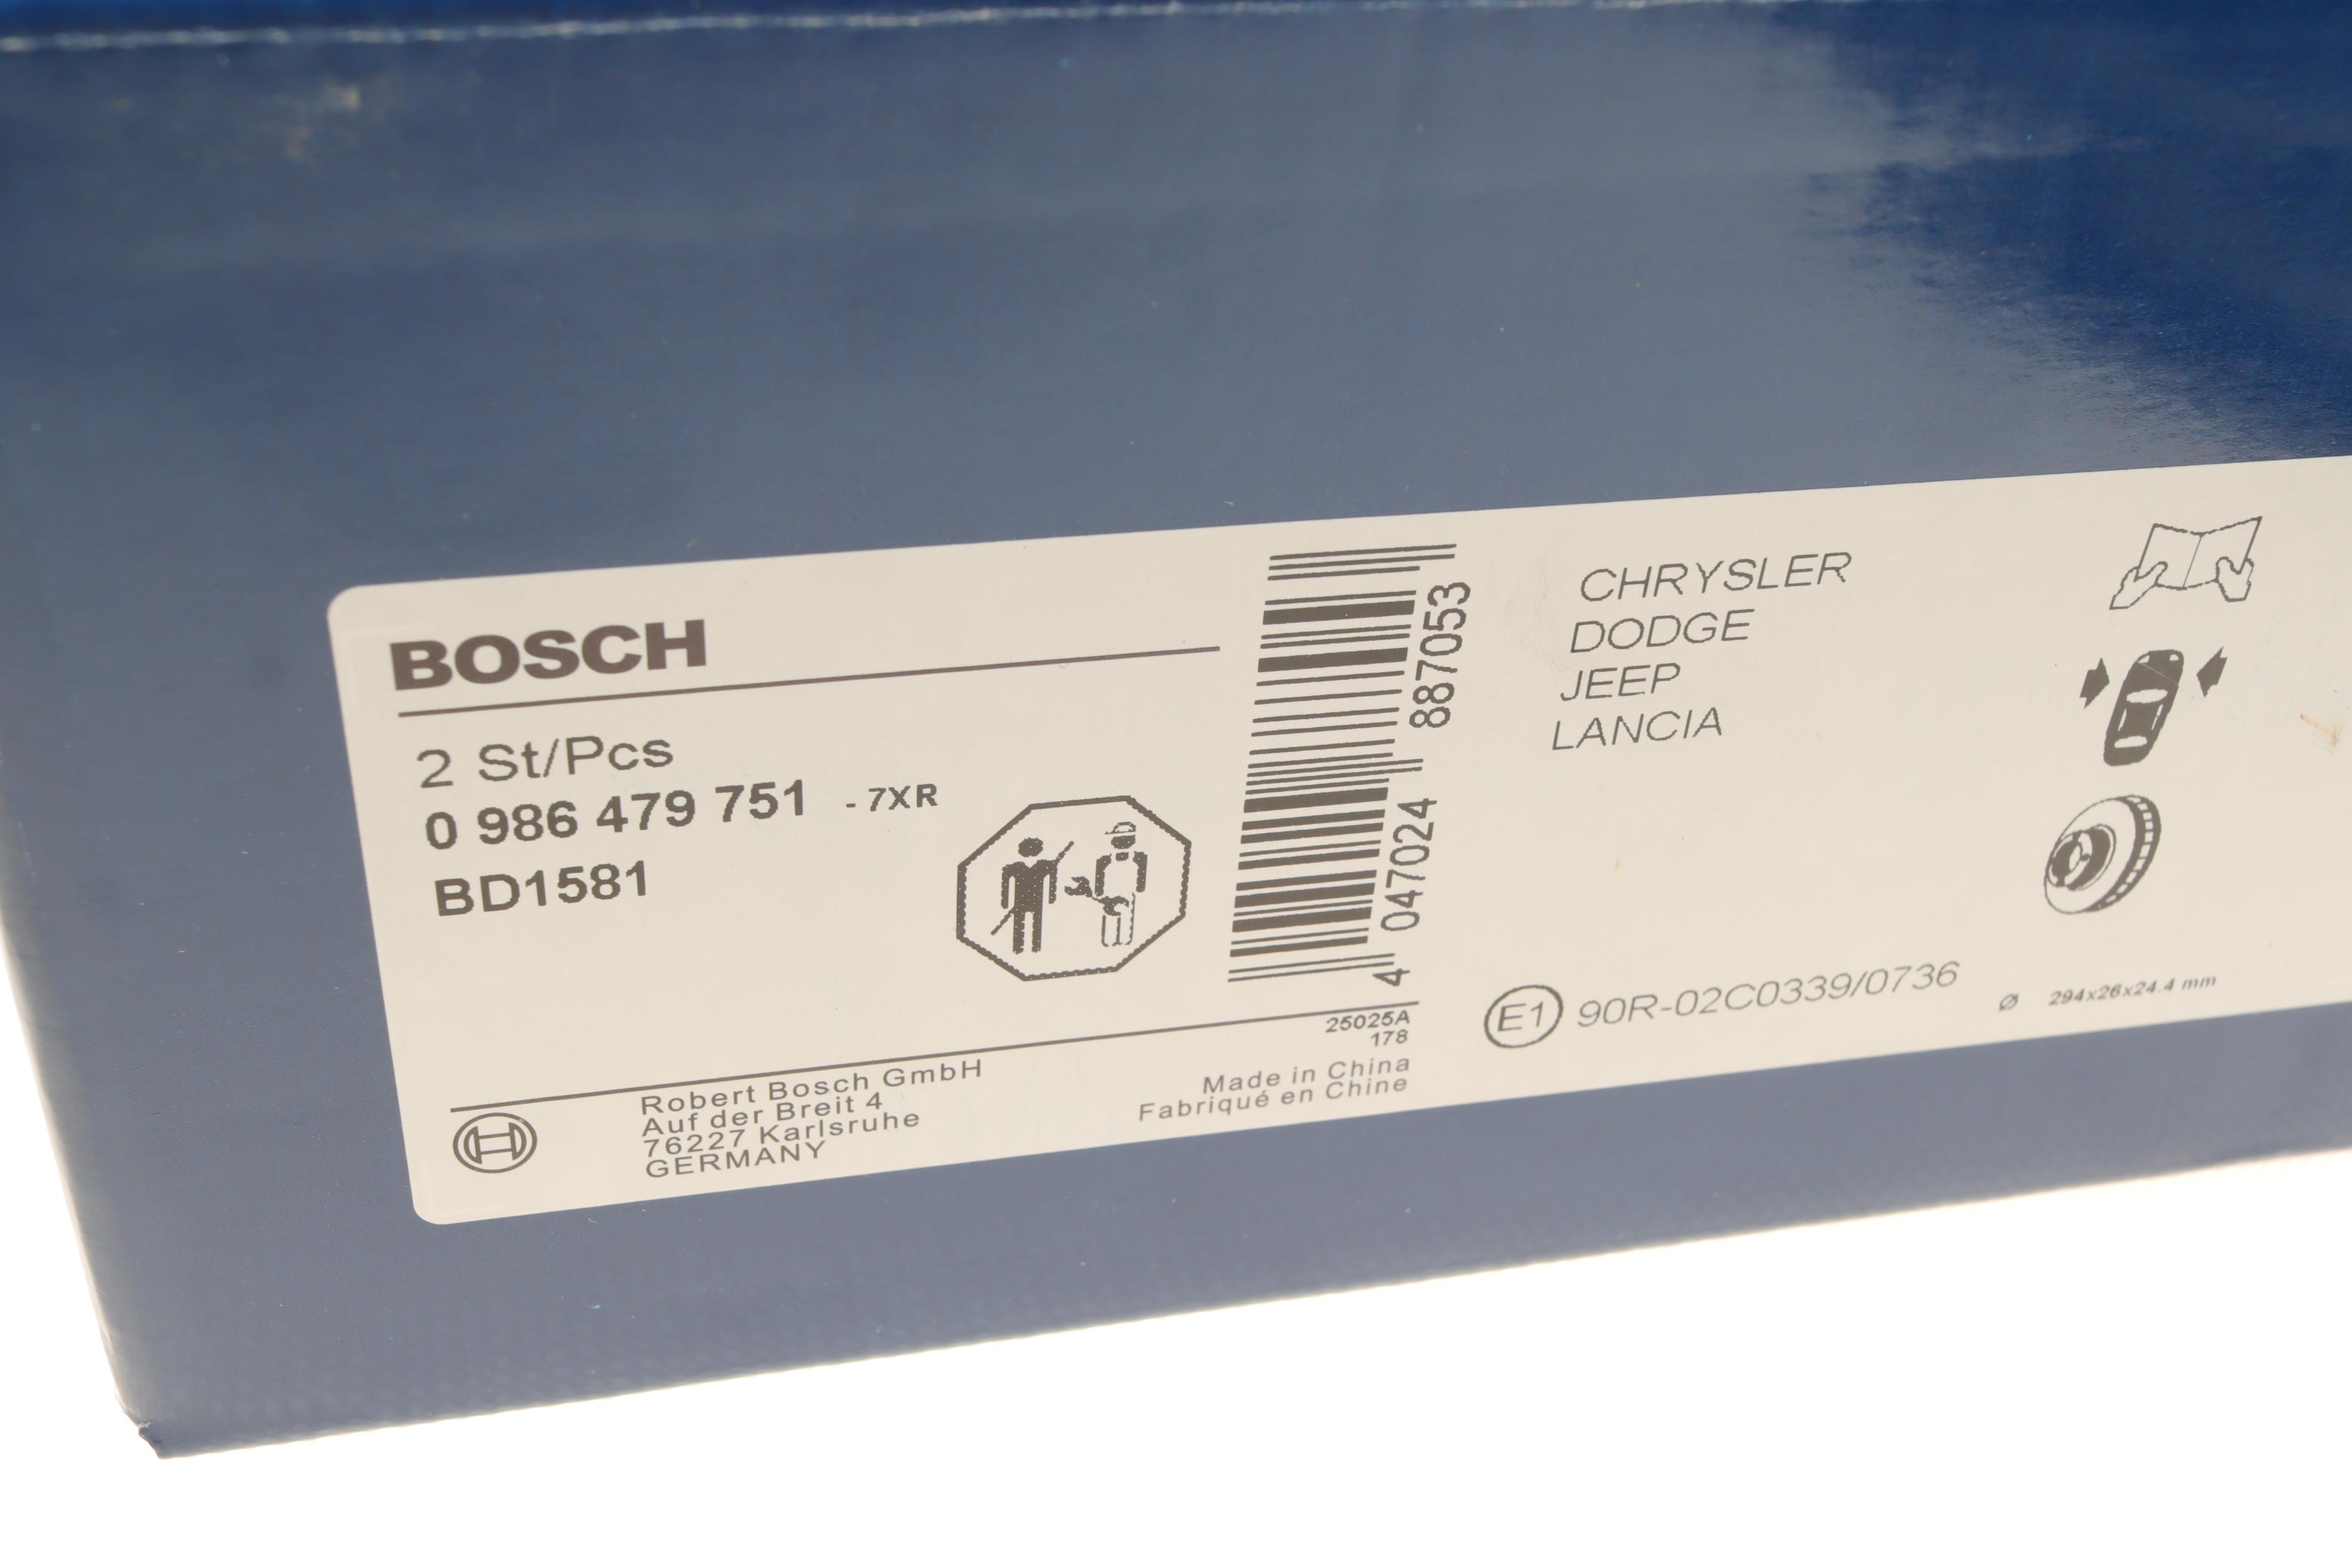 BOSCH
2 St/Pcs
0 986 479 751 - 7XR
BD1581
4 047024 887053
25025A
178
Robert Bosch GmbH
Auf der Breit 4
76227 Karlsruhe
GERMANY
Made in China
Fabriqué en Chine
CHRYSLER
DODGE
JEEP
LANCIA
E1 90R-02C0339/0736
Ø 294x26x24.4 mm